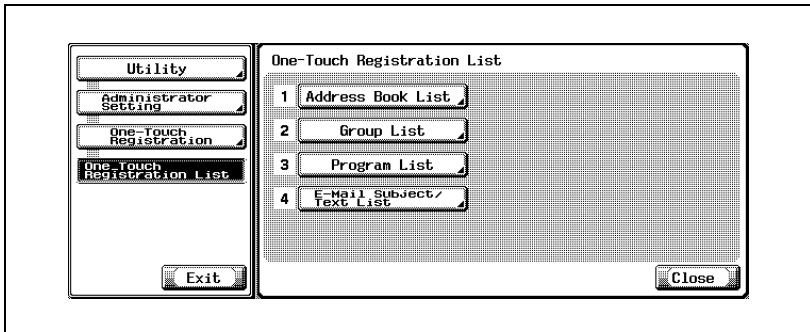 Utility
Administrator
Setting
One-Touch
Registration
One-Touch
Registration List
Exit
One-Touch Registration List
1 Address Book List
2 Group List
3 Program List
4 E-Mail Subject/
Text List
Close